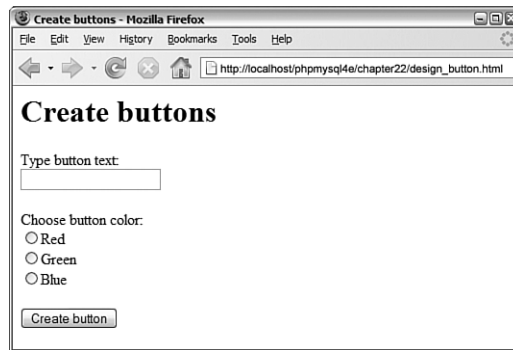 Create buttons - Mozilla Firefox
File Edit View History Bookmarks Tools Help
http://localhost/phpmysql4e/chapter22/design_button.html
Create buttons
Type button text:
Choose button color:
Red
Green
Blue
Create button